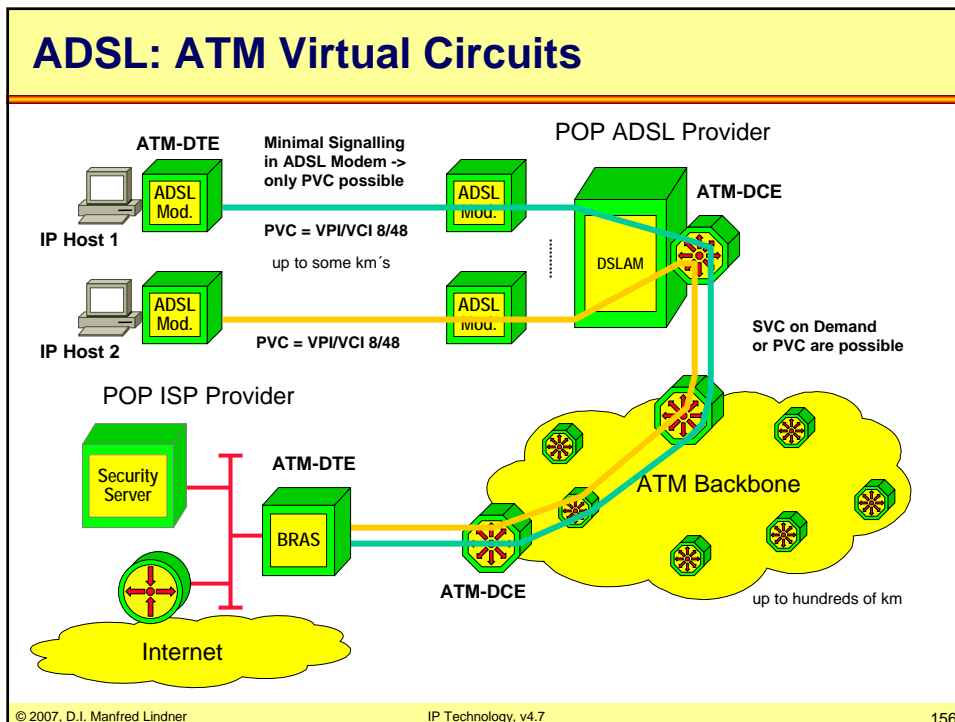 ADSL: ATM Virtual Circuits
POP ADSL Provider
ATM-DTE
Minimal Signalling
in ADSL Modem ->
only PVC possible
ATM-DCE
ADSL
Mod.
ADSL
Mod.
IP Host 1
PVC = VPI/VCI 8/48
up to some km´s
DSLAM
ADSL
Mod.
ADSL
Mod.
IP Host 2
PVC = VPI/VCI 8/48
SVC on Demand
or PVC are possible
POP ISP Provider
ATM-DTE
Security
Server
BRAS
ATM Backbone
ATM-DCE
up to hundreds of km
Internet
© 2007, D.I. Manfred Lindner
IP Technology, v4.7
156